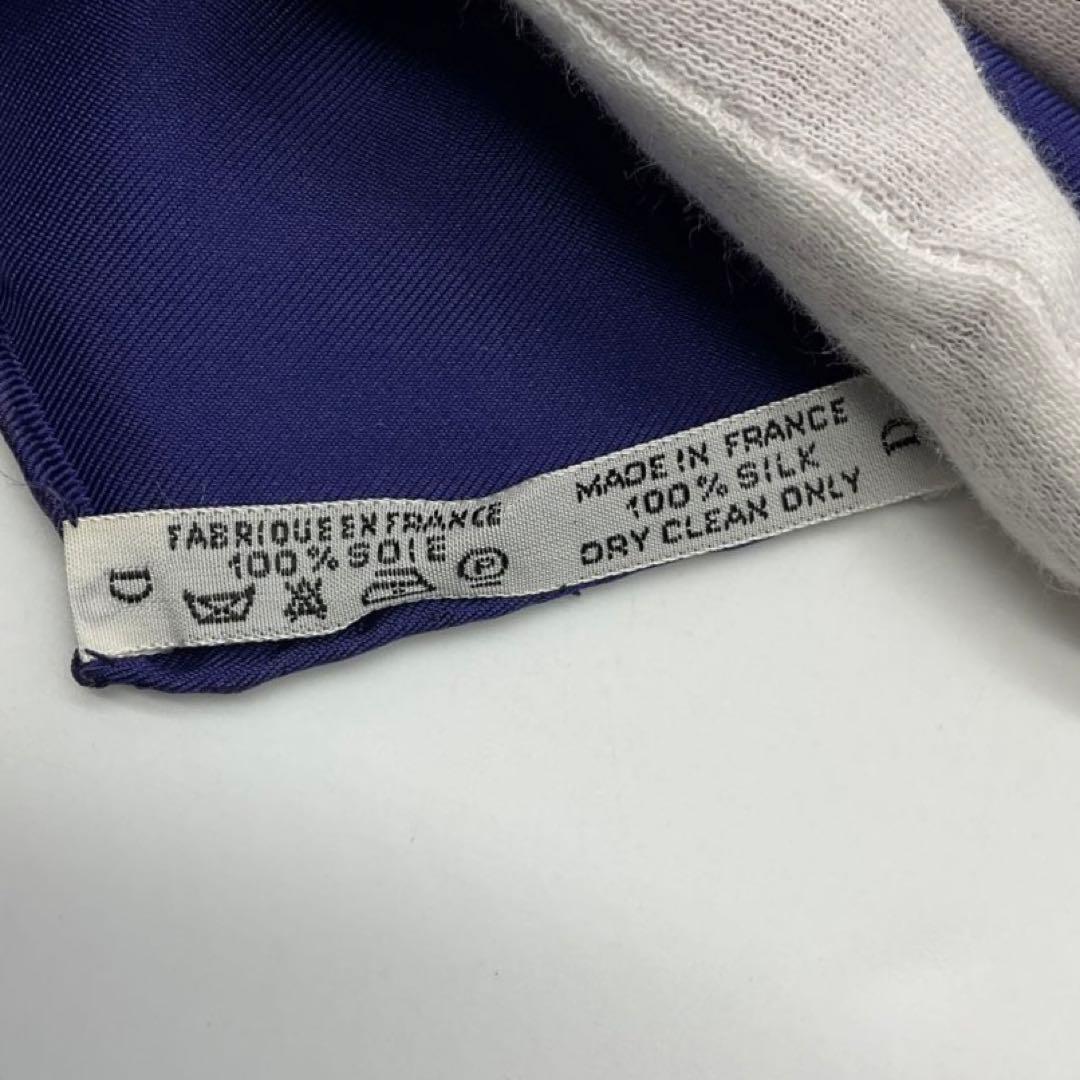 D
FABRIQUE EN FRANCE
100% SOIE
P
MADE IN FRANCE
100% SILK
DRY CLEAN ONLY
D